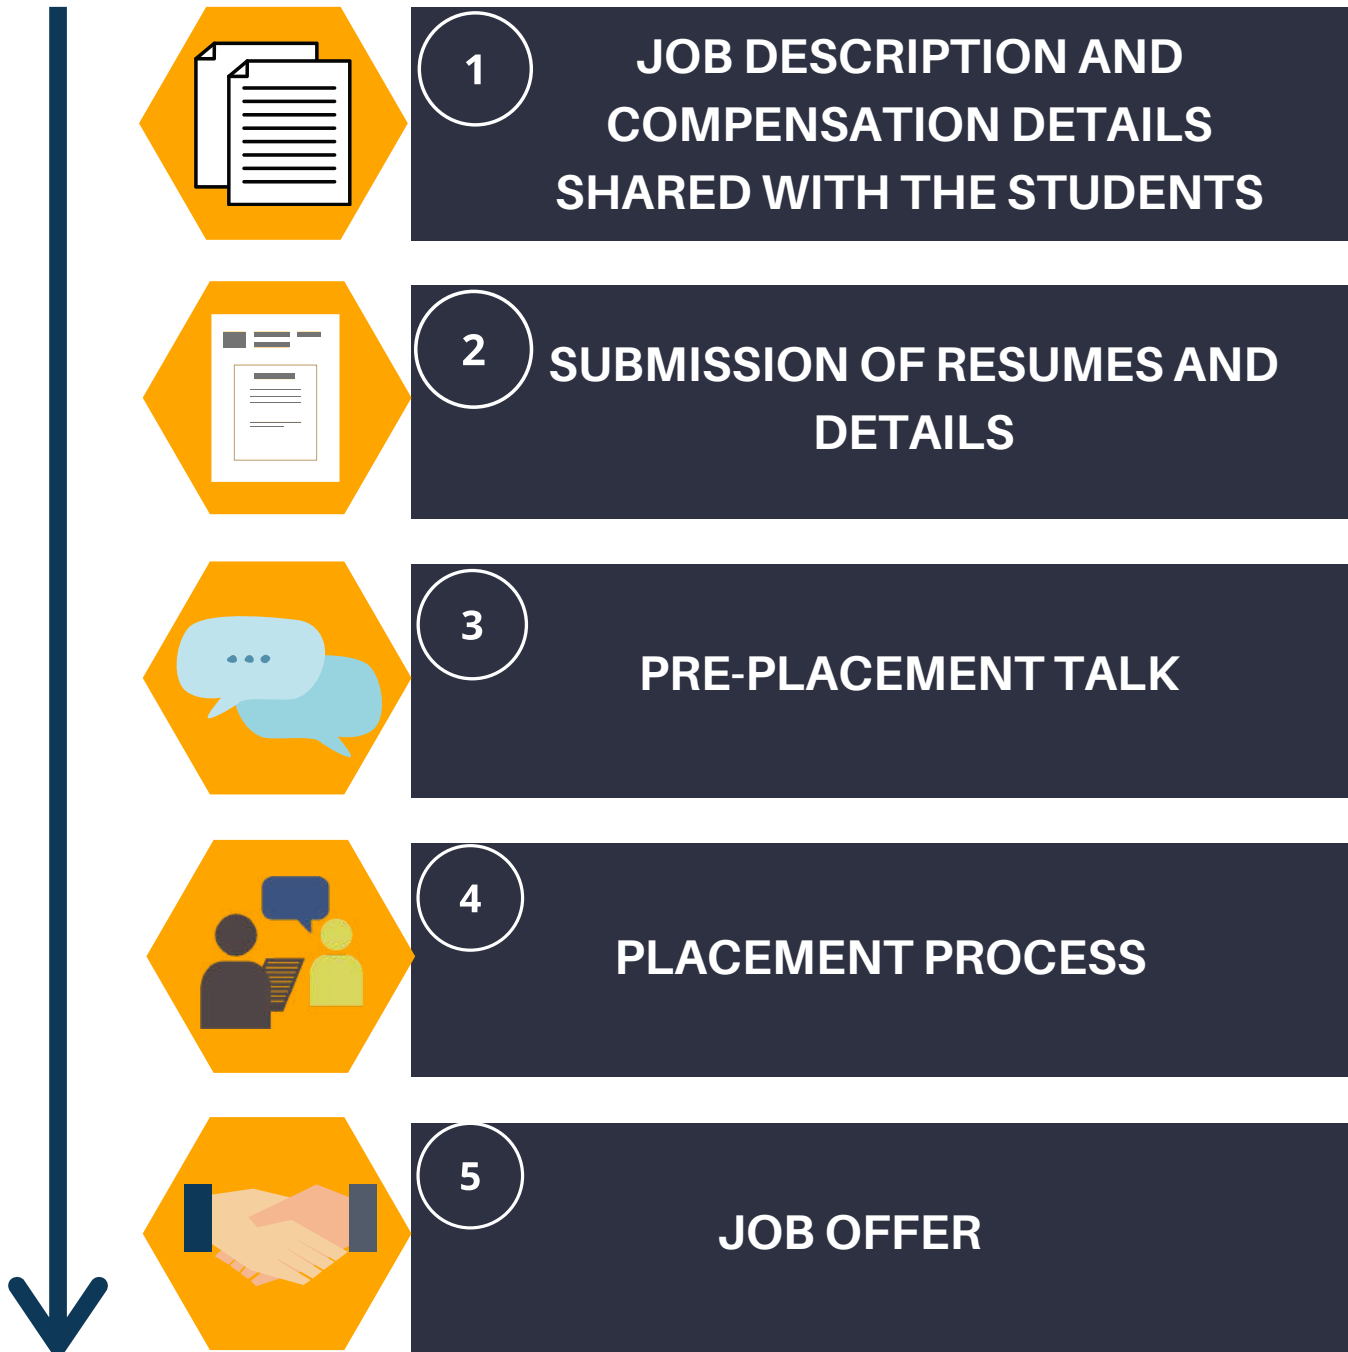 1
JOB DESCRIPTION AND
COMPENSATION DETAILS
SHARED WITH THE STUDENTS
2
SUBMISSION OF RESUMES AND
DETAILS
3
PRE-PLACEMENT TALK
4
PLACEMENT PROCESS
5
JOB OFFER